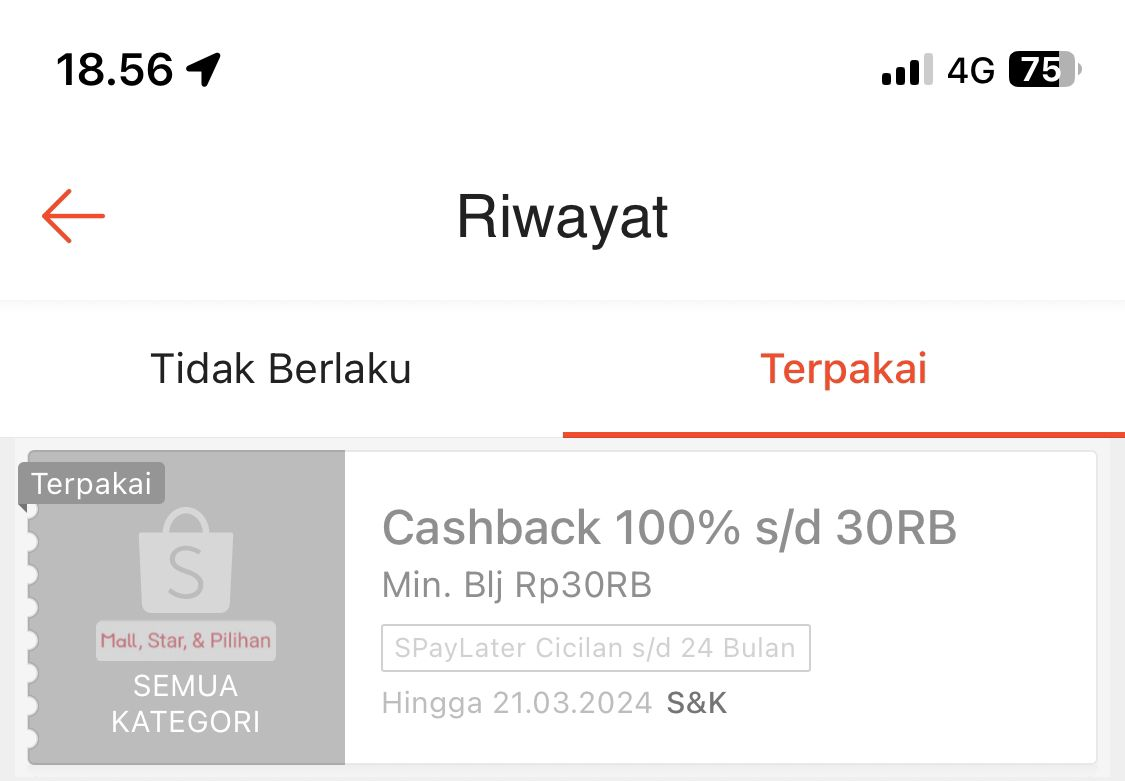 18.56 4G 75
Riwayat
Tidak Berlaku Terpakai
Terpakai
S
Mall, Star, & Pilihan
SEMUA
KATEGORI
Cashback 100% s/d 30RB
Min. Blj Rp30RB
SPayLater Cicilan s/d 24 Bulan
Hingga 21.03.2024 S&K